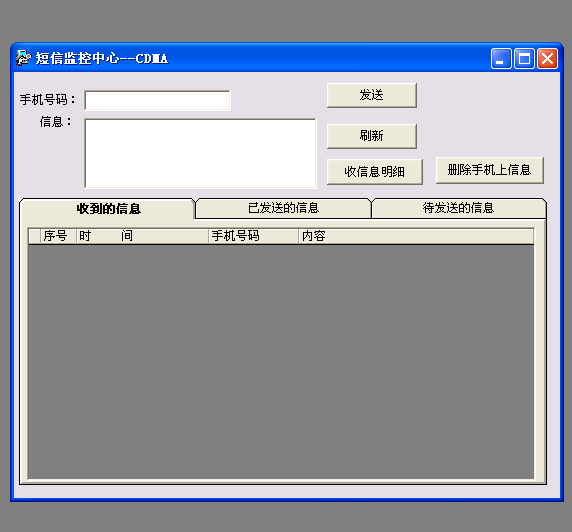 短信监控中心--CDMA
手机号码：
发送
信息：
刷新
收信息明细
删除手机上信息
收到的信息
已发送的信息
待发送的信息
序号 时 间 手机号码 内容